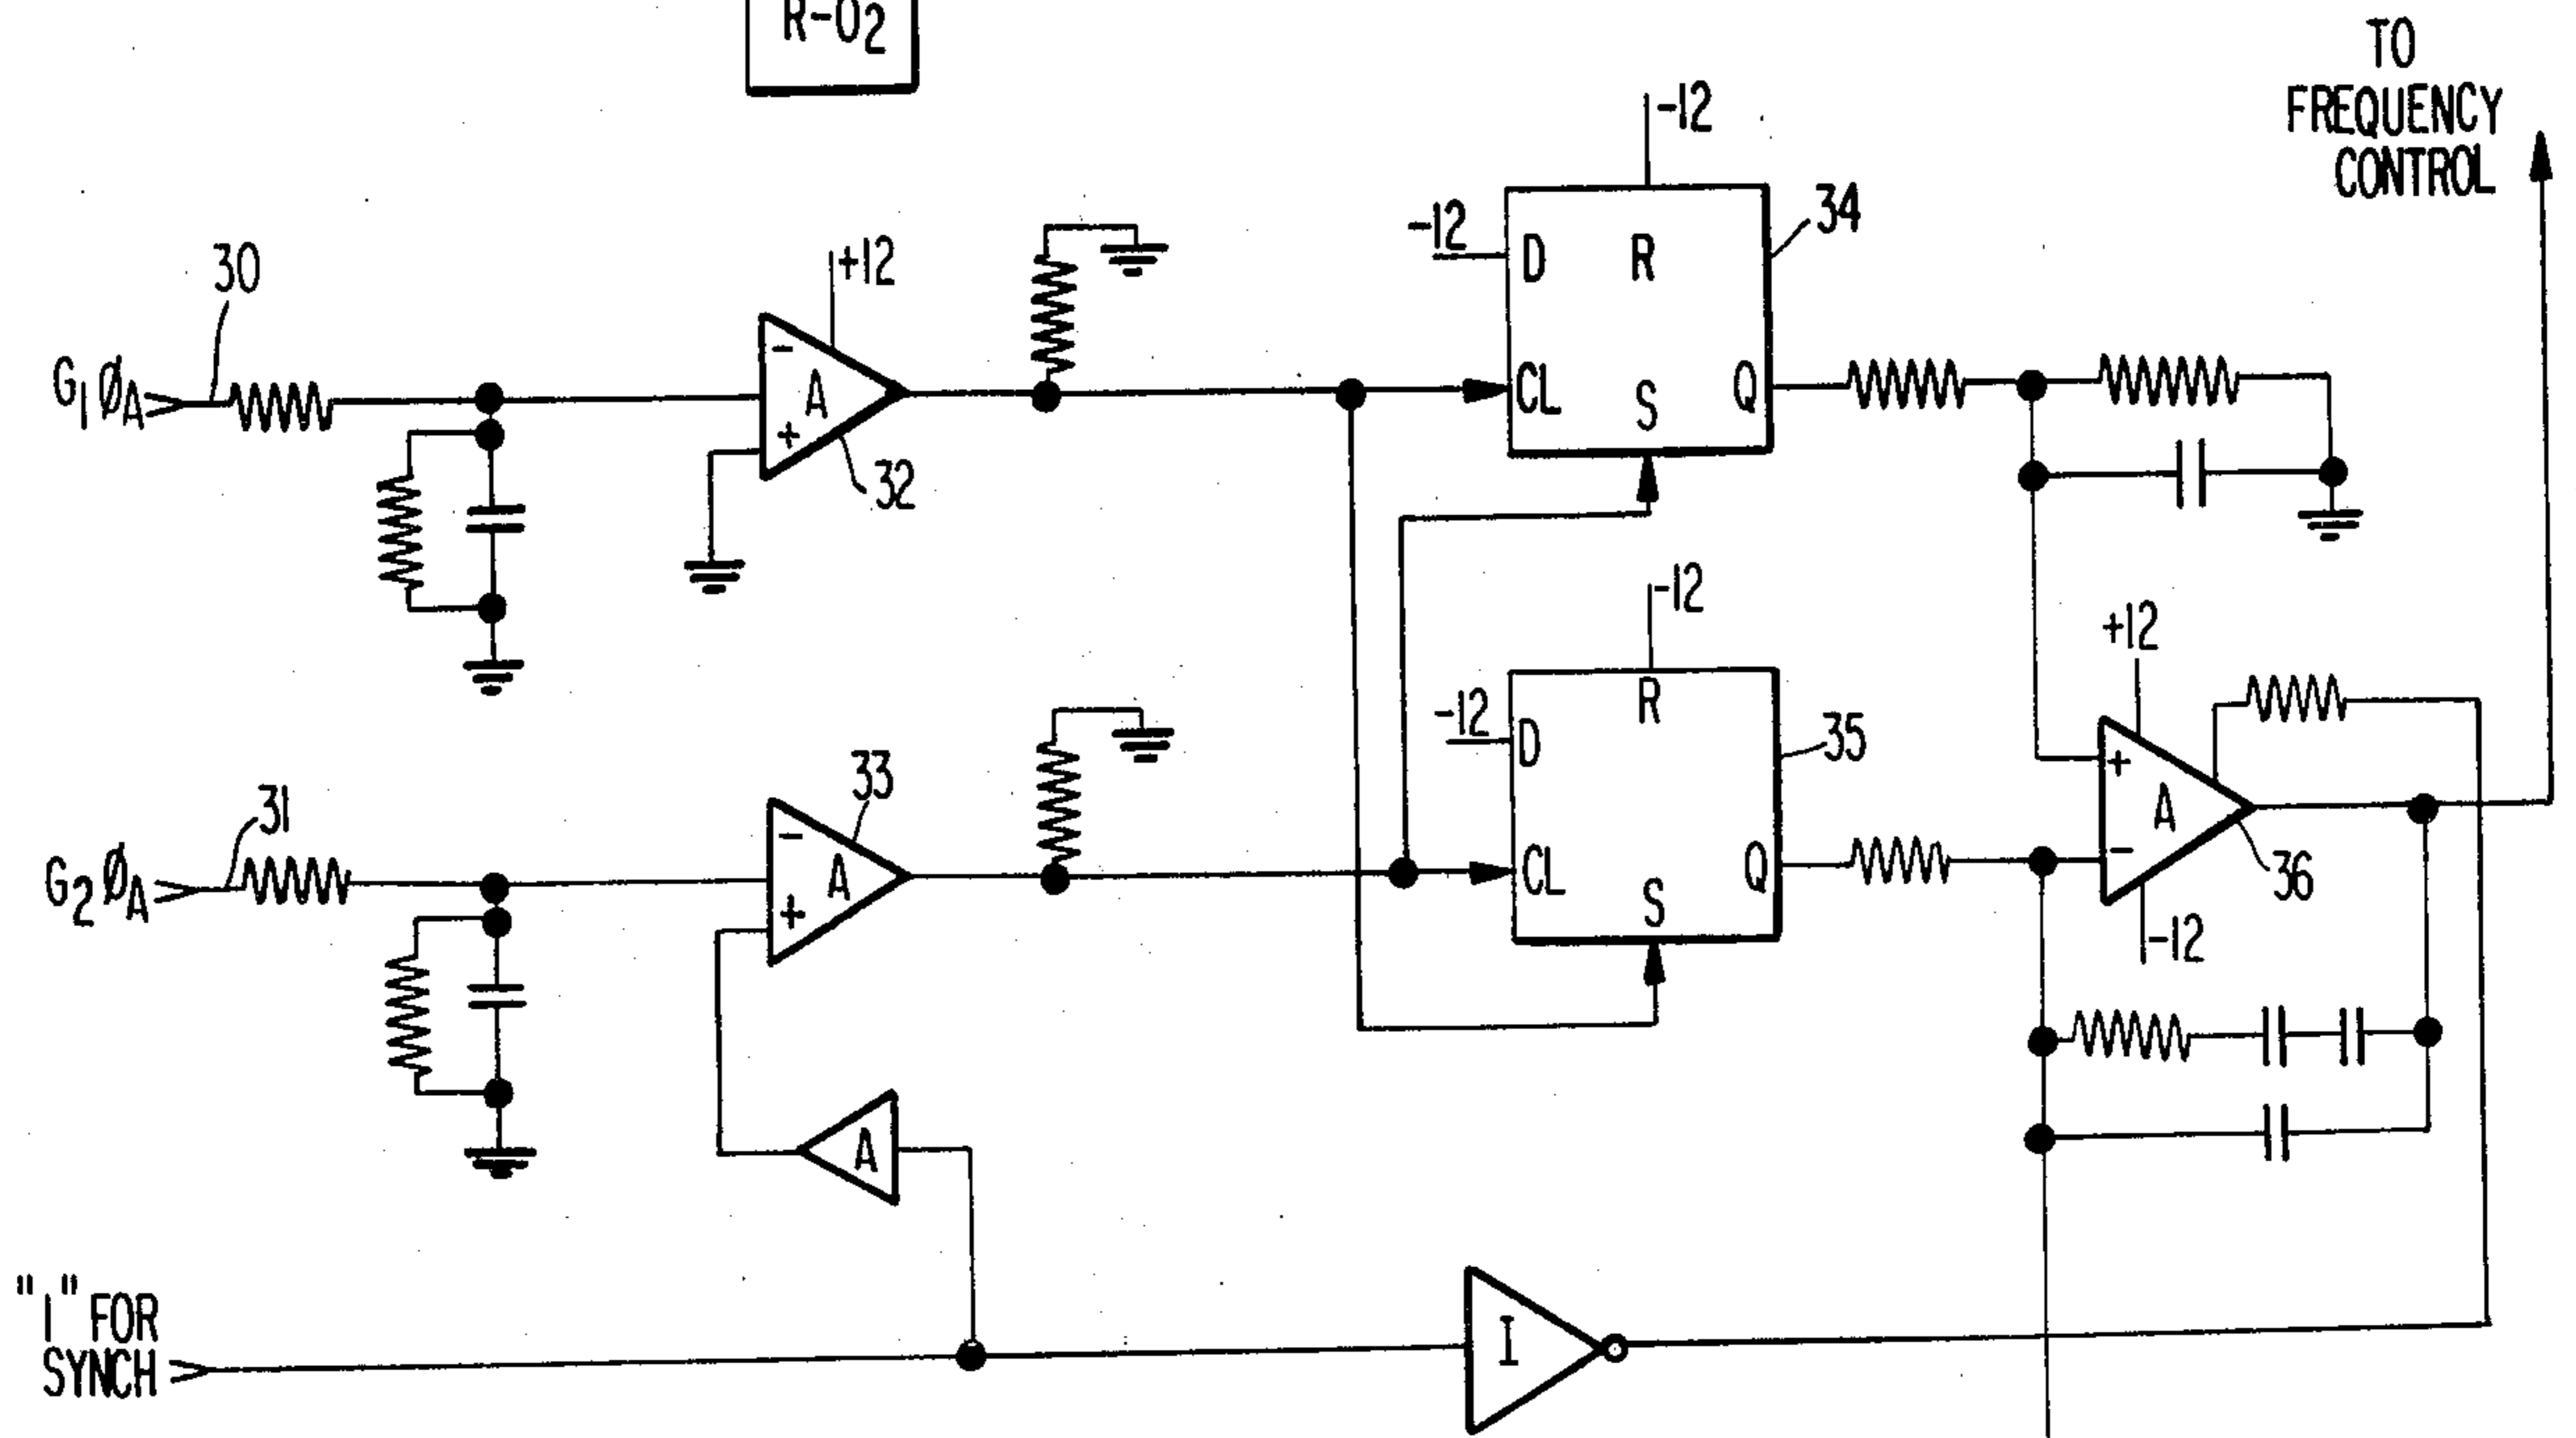 R-O2
TO
FREQUENCY
CONTROL
-12
34
-12
D
R
30
+12
G1 ØA
-
A
+
32
CL
S
Q
-12
+12
R
-12
D
35
33
31
G2 ØA
-
A
+
CL
S
Q
+
A
-
36
-12
A
"1" FOR
SYNCH
I